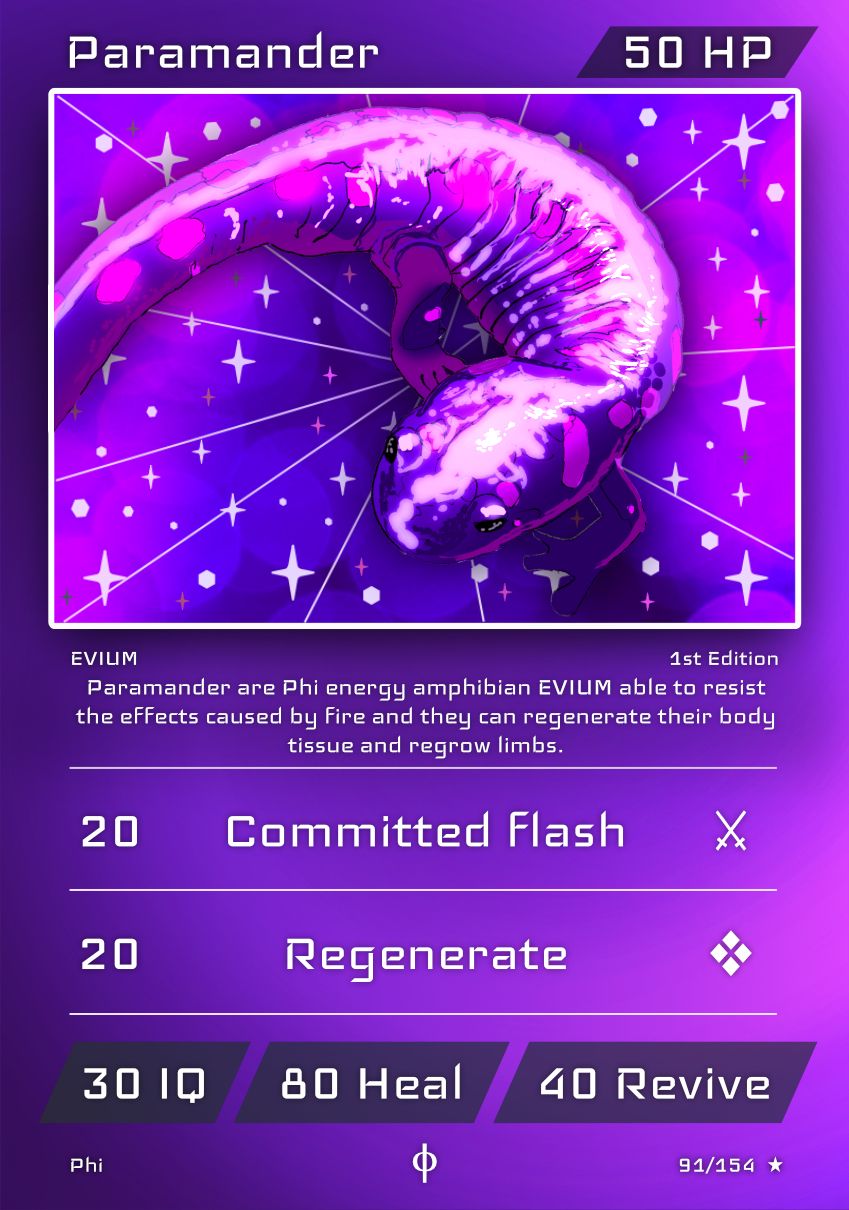 Paramander
50 HP
EVIUM
1st Edition
Paramander are Phi energy amphibian EVIUM able to resist
the effects caused by fire and they can regenerate their body
tissue and regrow limbs.
20 Committed Flash
20 Regenerate
30 IQ
80 Heal
40 Revive
Phi
ф
91/154 ★